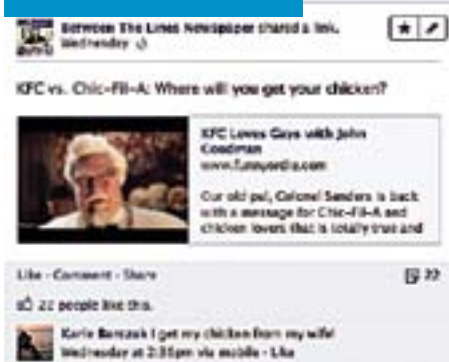 Between The Lines Newspaper shared a link.
Wednesday
KFC vs. Chic-Fil-A: Where will you get your chicken?
KFC Loves Gays with John
Goodman
www.funnyordie.com
Our old pal, Colonel Sanders is back
with a message for Chic-Fil-A and
chicken lovers that is totally true and
Like · Comment · Share
22
22 people like this.
Karie Barczak I get my chicken from my wife!
Wednesday at 2:35pm via mobile · Like